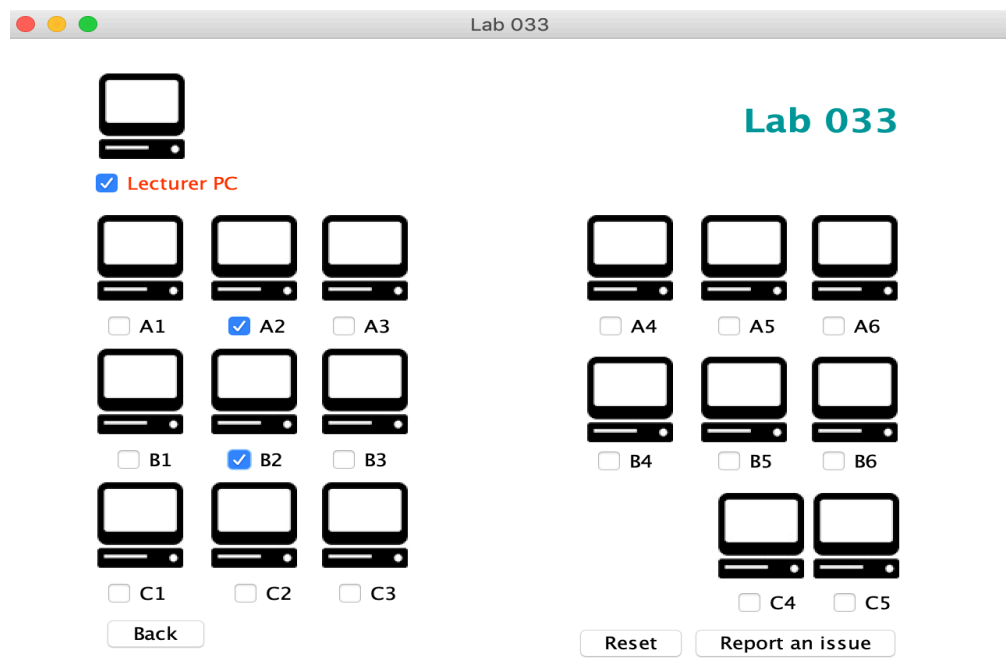 Lab 033
Lab 033
Lecturer PC
A1 A2 A3 A4 A5 A6
B1 B2 B3 B4 B5 B6
C1 C2 C3 C4 C5
Back Reset Report an issue